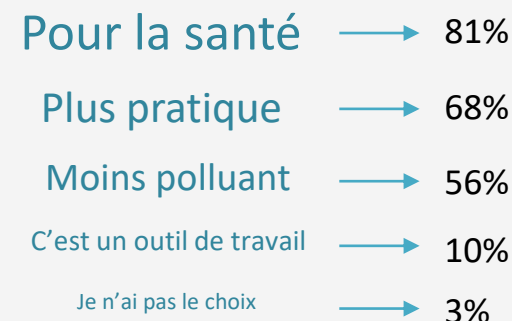 Pour la santé 81%
Plus pratique 68%
Moins polluant 56%
C’est un outil de travail 10%
Je n’ai pas le choix 3%